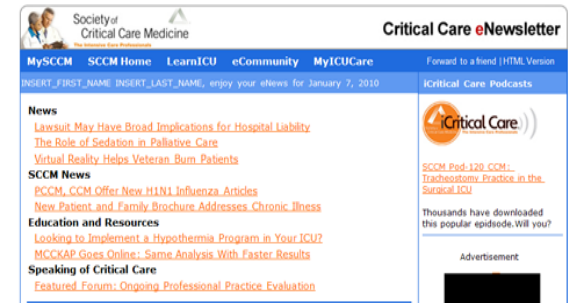 Society of
Critical Care Medicine
The Intensive Care Professionals
Critical Care eNewsletter
MySCCM SCCM Home LearnICU eCommunity MyICUCare
Forward to a friend | HTML Version
INSERT_FIRST_NAME INSERT_LAST_NAME, enjoy your eNews for January 7, 2010
iCritical Care Podcasts
News
Lawsuit May Have Broad Implications for Hospital Liability
The Role of Sedation in Palliative Care
Virtual Reality Helps Veteran Burn Patients
SCCM News
PCCM, CCM Offer New H1N1 Influenza Articles
New Patient and Family Brochure Addresses Chronic Illness
Education and Resources
Looking to Implement a Hypothermia Program in Your ICU?
MCCKAP Goes Online: Same Analysis With Faster Results
Speaking of Critical Care
Featured Forum: Ongoing Professional Practice Evaluation
iCritical Care
SCCM Pod-120 CCM:
Tracheostomy Practice in the
Surgical ICU
Thousands have downloaded
this popular epidsode. Will you?
Advertisement